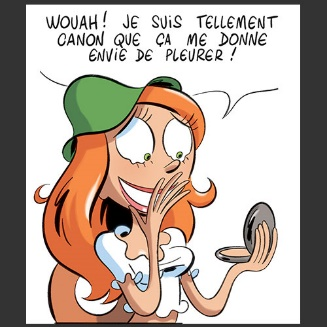 WOUAH! JE SUIS TELLEMENT
CANON QUE ÇA ME DONNE
ENVIE DE PLEURER !